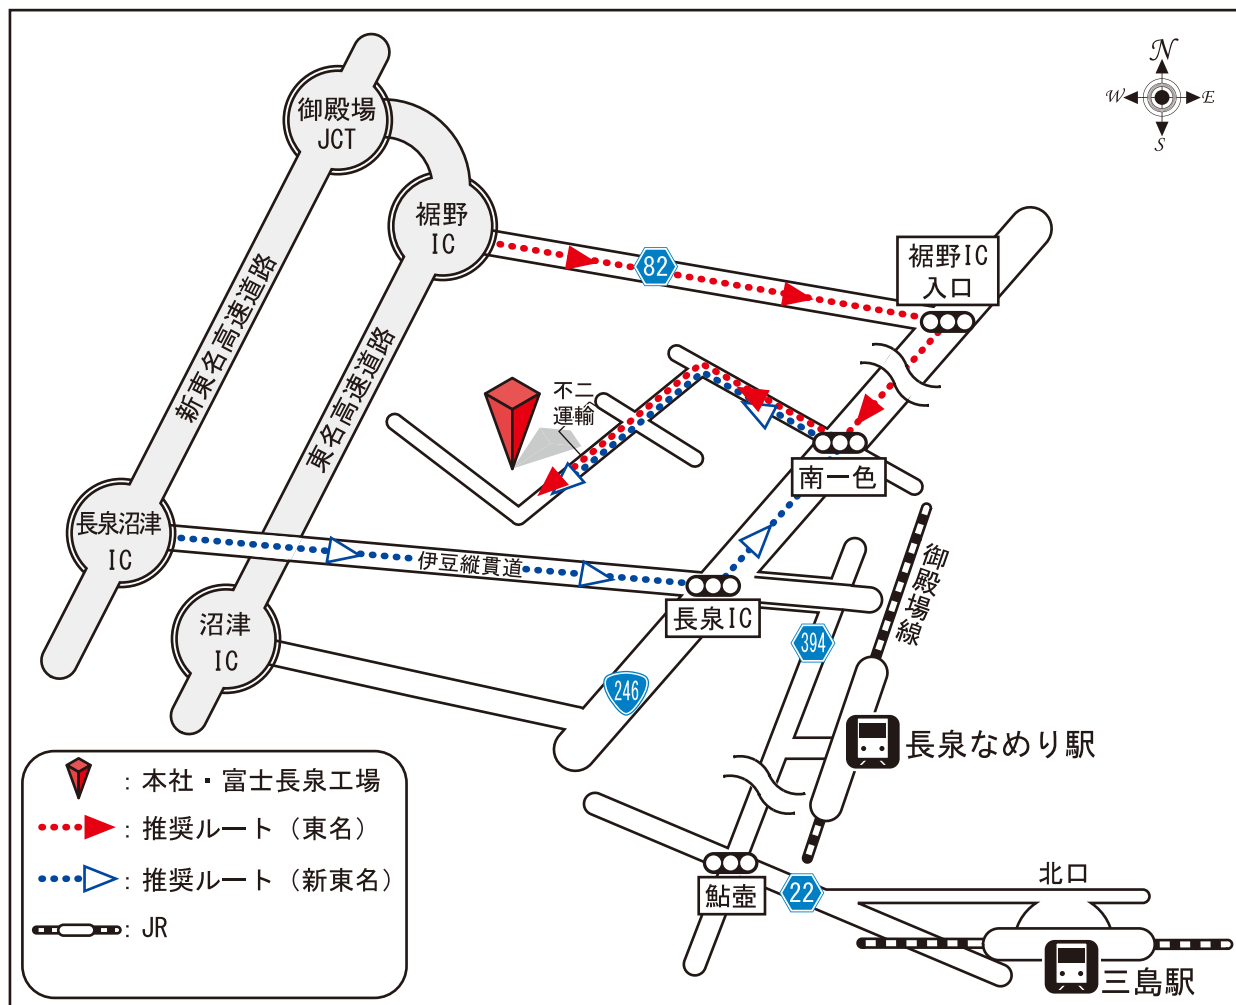 N
W
E
S
御殿場
JCT
裾野
IC
裾野IC
入口
82
新東名高速道路
東名高速道路
不二
運輸
南一色
長泉沼津
IC
伊豆縦貫道
長泉IC
御殿場線
沼津
IC
394
246
長泉なめり駅
:本社・富士長泉工場
:推奨ルート(東名)
:推奨ルート(新東名)
:JR
鮎壺
22
北口
三島駅